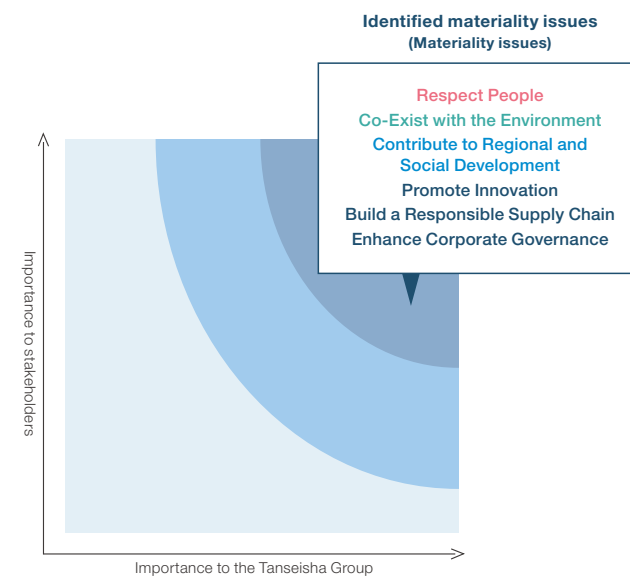 Identified materiality issues
(Materiality issues)
Respect People
Co-Exist with the Environment
Contribute to Regional and
Social Development
Promote Innovation
Build a Responsible Supply Chain
Enhance Corporate Governance
Importance to stakeholders
Importance to the Tanseisha Group